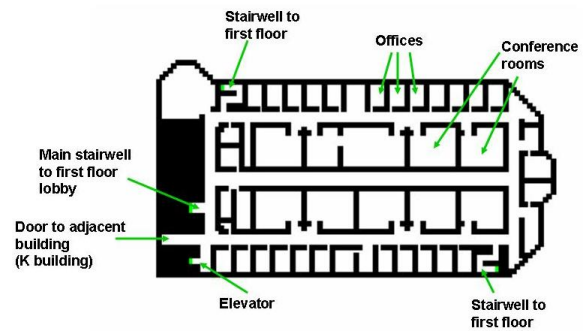 Stairwell to
first floor
Offices
Conference
rooms
Main stairwell
to first floor
lobby
Door to adjacent
building
(K building)
Elevator
Stairwell to
first floor